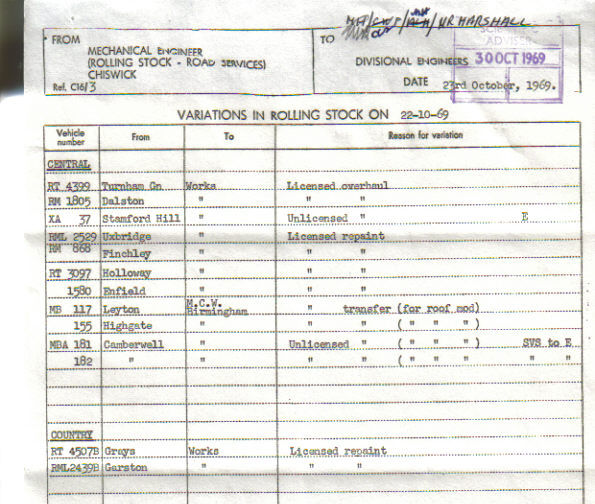 MR MARSHALL
FROM
MECHANICAL ENGINEER
(ROLLING STOCK - ROAD SERVICES)
CHISWICK
Ref. C16/3
TO
DIVISIONAL ENGINEERS
ADVISER
30 OCT 1969
DATE 23rd October, 1969.
VARIATIONS IN ROLLING STOCK ON 22-10-69
Vehicle number From To Reason for variation
CENTRAL
RT 4399 Turnham Gn Works Licensed overhaul
RM 1805 Dalston " " "
XA 37 Stamford Hill " Unlicensed " E
RML 2529 Uxbridge " Licensed repaint
RM 868 Finchley " " "
RT 3097 Holloway " " "
1580 Enfield " " "
MB 117 Leyton M.C.W. Birmingham " transfer (for roof mod)
155 Highgate " " " ( " " " )
MBA 181 Camberwell " Unlicensed " ( " " " ) SVS to E
182 " " " " ( " " " " "
COUNTRY
RT 4507B Grays Works Licensed repaint
RML2439B Garston " " "